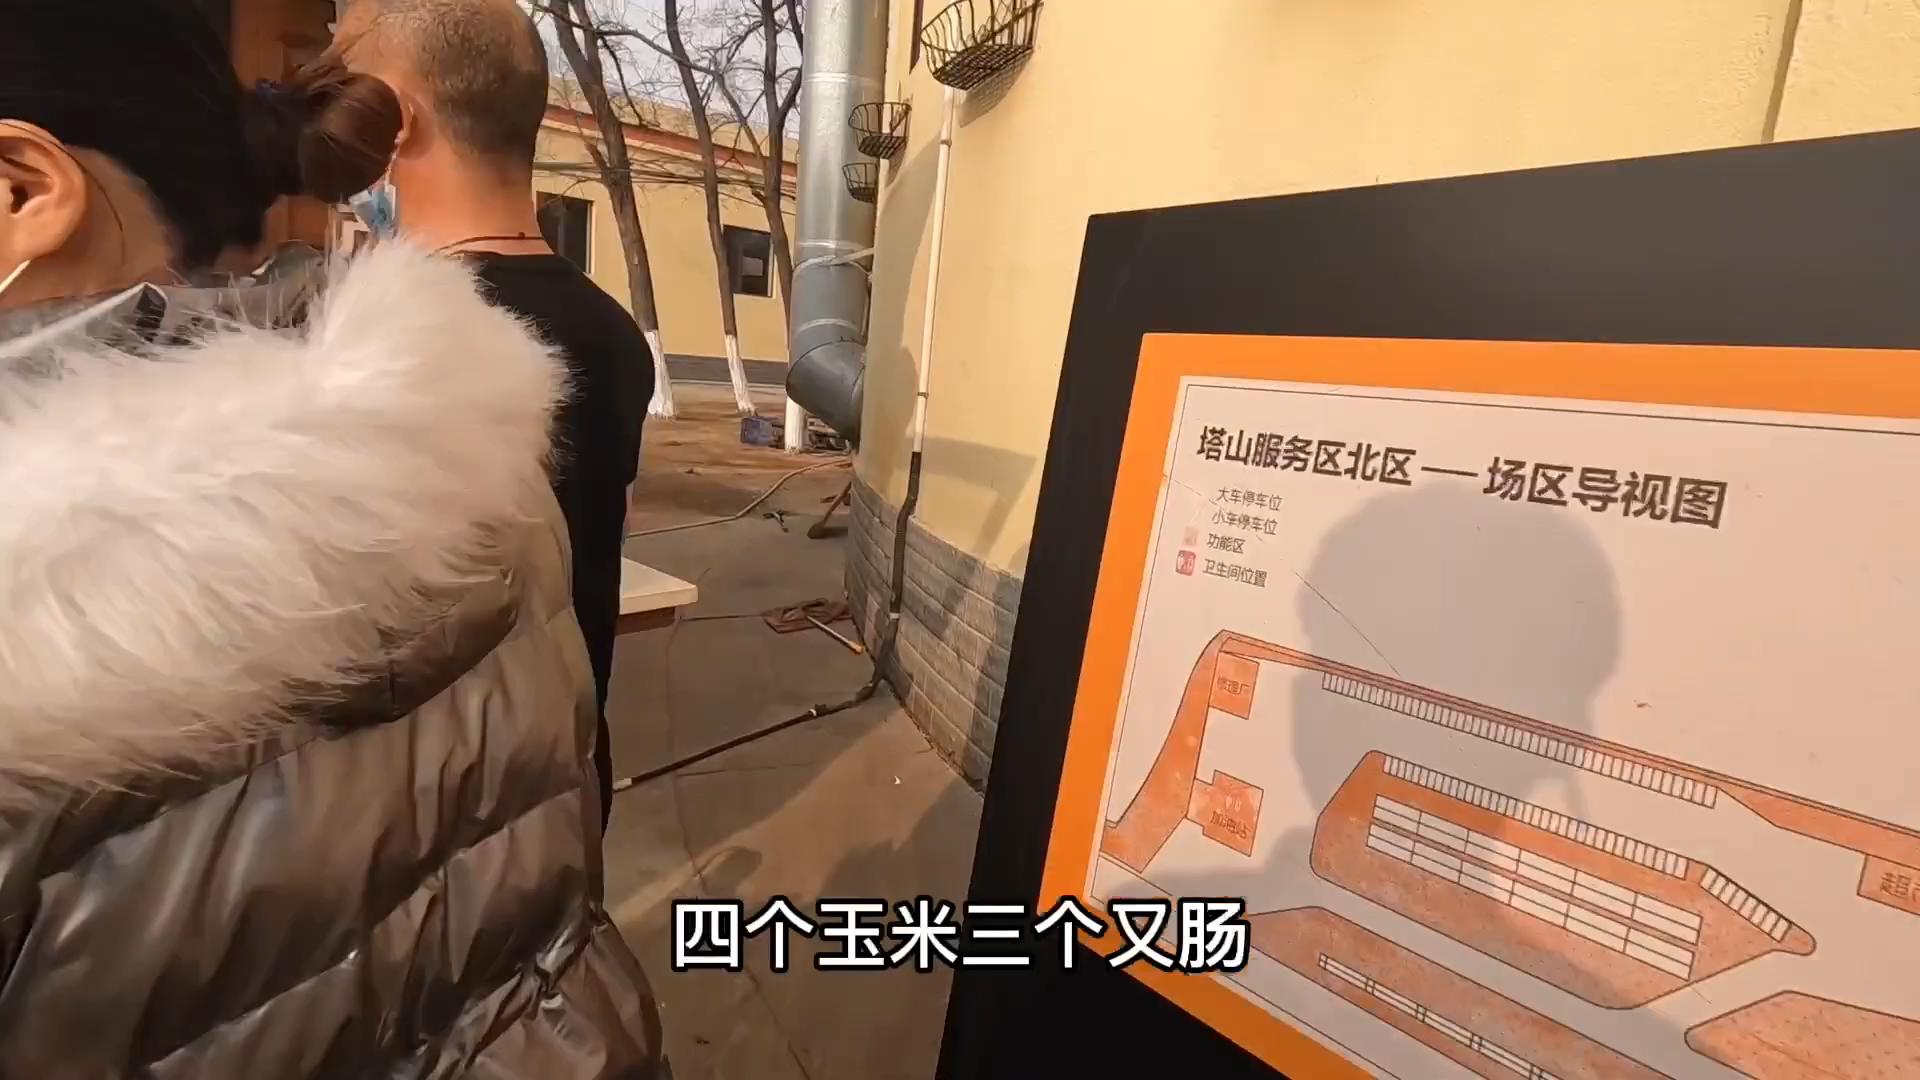 塔山服务区北区——场区导视图
大车停车位
小车停车位
功能区
卫生间位置
修理厂
加油站
四个玉米三个又肠